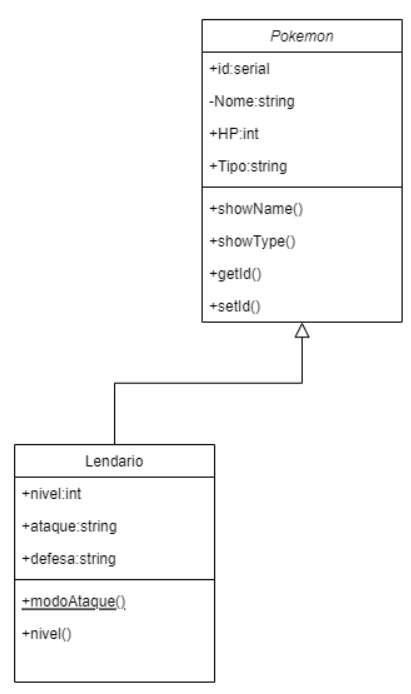 Pokemon
+id:serial
-Nome:string
+HP:int
+Tipo:string
+showName()
+showType()
+getId()
+setId()
Lendario
+nivel:int
+ataque:string
+defesa:string
+modoAtaque()
+nivel()